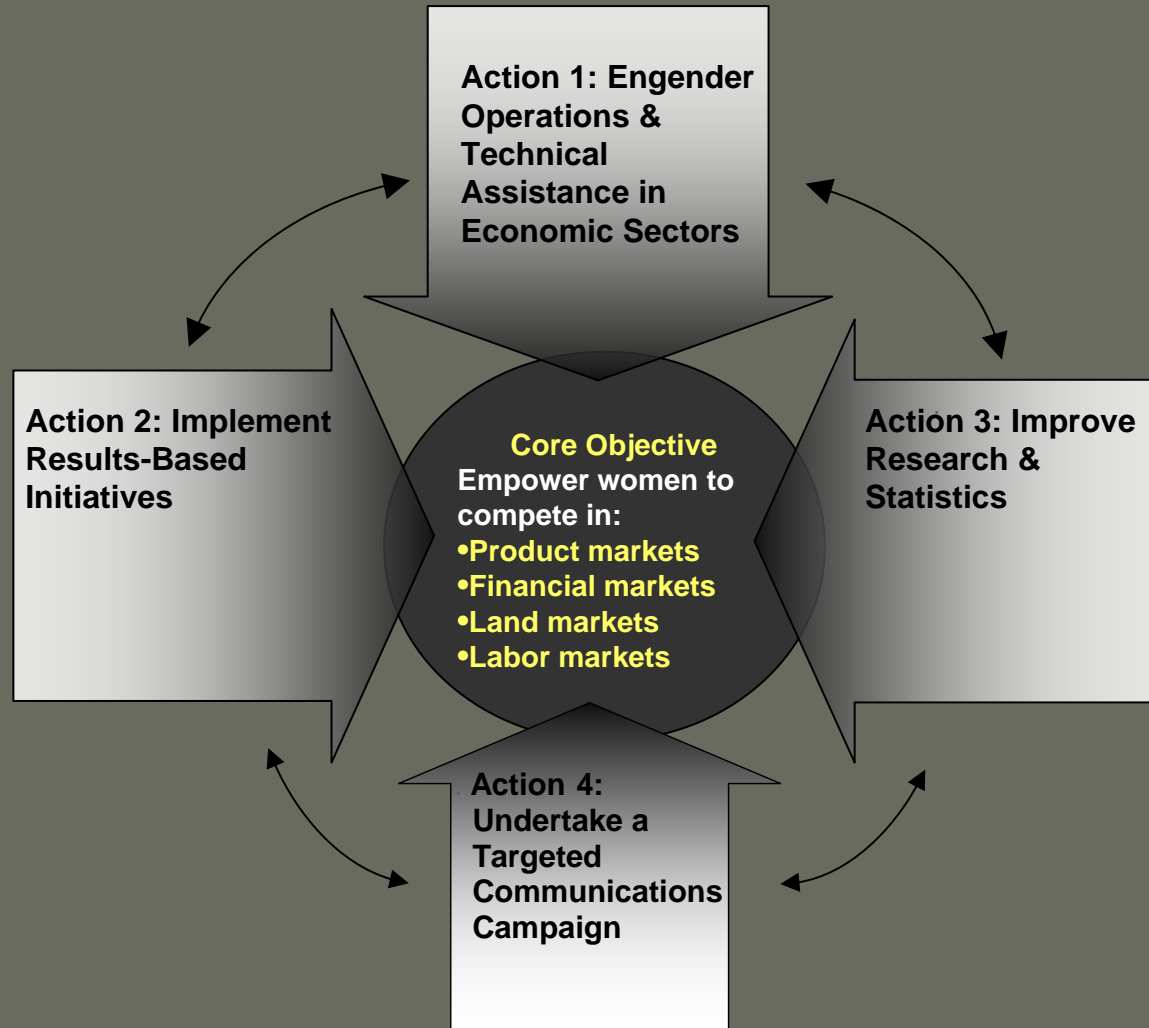 Action 1: Engender
Operations &
Technical
Assistance in
Economic Sectors
Action 2: Implement
Results-Based
Initiatives
Core Objective
Empower women to
compete in:
•Product markets
•Financial markets
•Land markets
•Labor markets
Action 3: Improve
Research &
Statistics
Action 4:
Undertake a
Targeted
Communications
Campaign